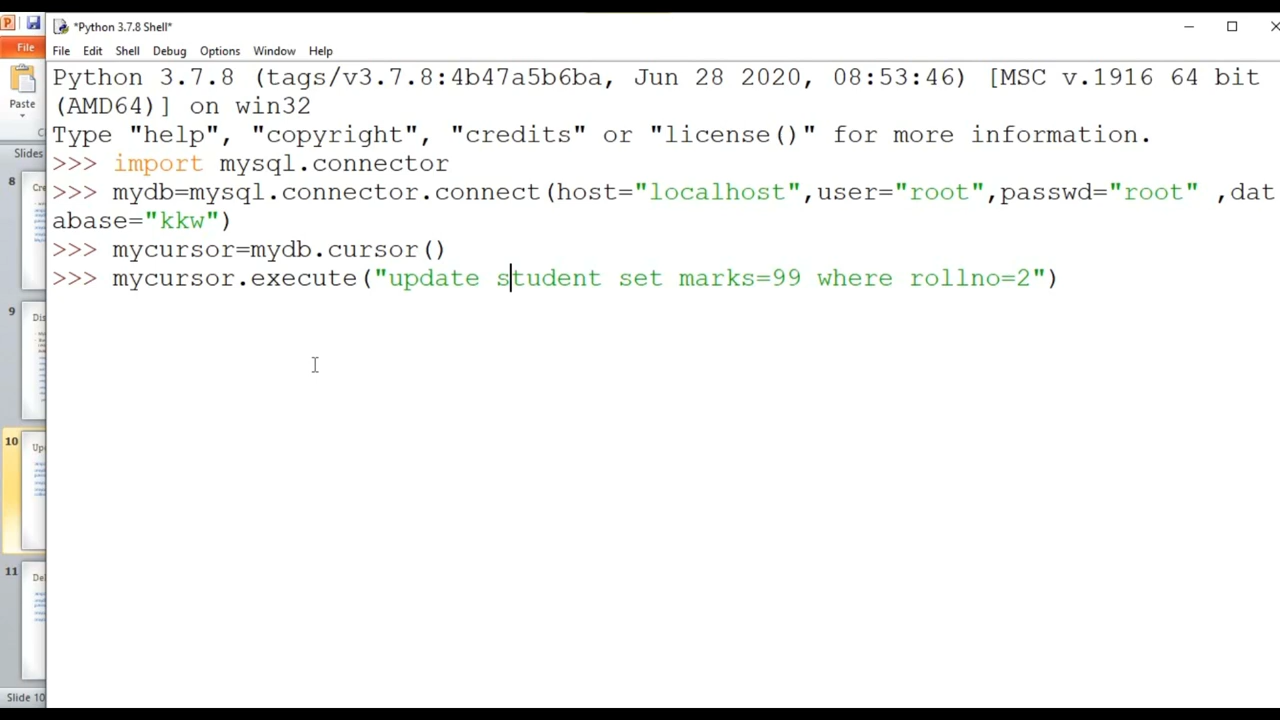 *Python 3.7.8 Shell*
File Edit Shell Debug Options Window Help
File
Paste
Slides
8
9
10
11
Slide 10
Python 3.7.8 (tags/v3.7.8:4b47a5b6ba, Jun 28 2020, 08:53:46) [MSC v.1916 64 bit
(AMD64)] on win32
Type "help", "copyright", "credits" or "license()" for more information.
>>> import mysql.connector
>>> mydb=mysql.connector.connect(host="localhost",user="root",passwd="root" ,dat
abase="kkw")
>>> mycursor=mydb.cursor()
>>> mycursor.execute("update student set marks=99 where rollno=2")